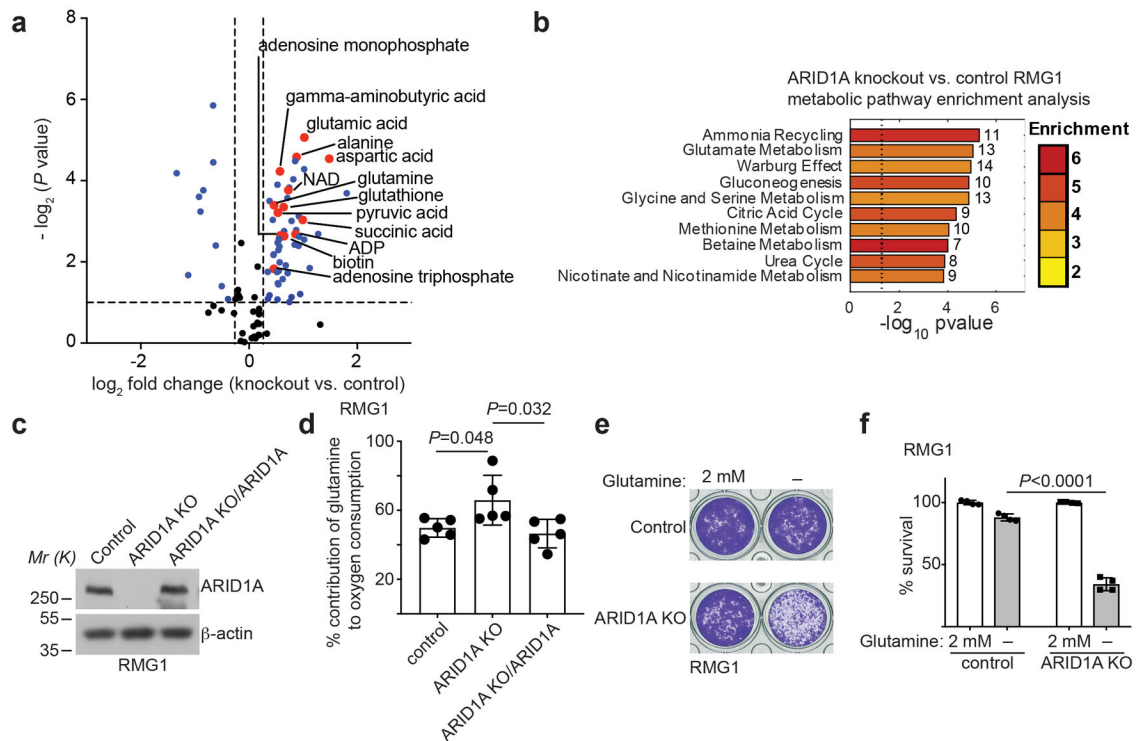 a
8
6
4
2
0
- log2 (P value)
-2
0
2
log2 fold change (knockout vs. control)
adenosine monophosphate
gamma-aminobutyric acid
glutamic acid
alanine
aspartic acid
NAD
glutamine
glutathione
pyruvic acid
succinic acid
ADP
biotin
adenosine triphosphate
b
ARID1A knockout vs. control RMG1
metabolic pathway enrichment analysis
Ammonia Recycling 11
Glutamate Metabolism 13
Warburg Effect 14
Gluconeogenesis 10
Glycine and Serine Metabolism 13
Citric Acid Cycle 9
Methionine Metabolism 10
Betaine Metabolism 7
Urea Cycle 8
Nicotinate and Nicotinamide Metabolism 9
0 2 4 6
-log10 pvalue
Enrichment
6
5
4
3
2
c
Control
ARID1A KO
ARID1A KO/ARID1A
Mr (K)
250
ARID1A
55
35
β-actin
RMG1
d
RMG1
P=0.032
P=0.048
% contribution of glutamine
to oxygen consumption
100
60
20
control
ARID1A KO
ARID1A KO/ARID1A
e
Glutamine: 2 mM –
Control
ARID1A KO
RMG1
f
RMG1
P<0.0001
% survival
100
50
0
Glutamine: 2 mM – 2 mM –
control ARID1A KO